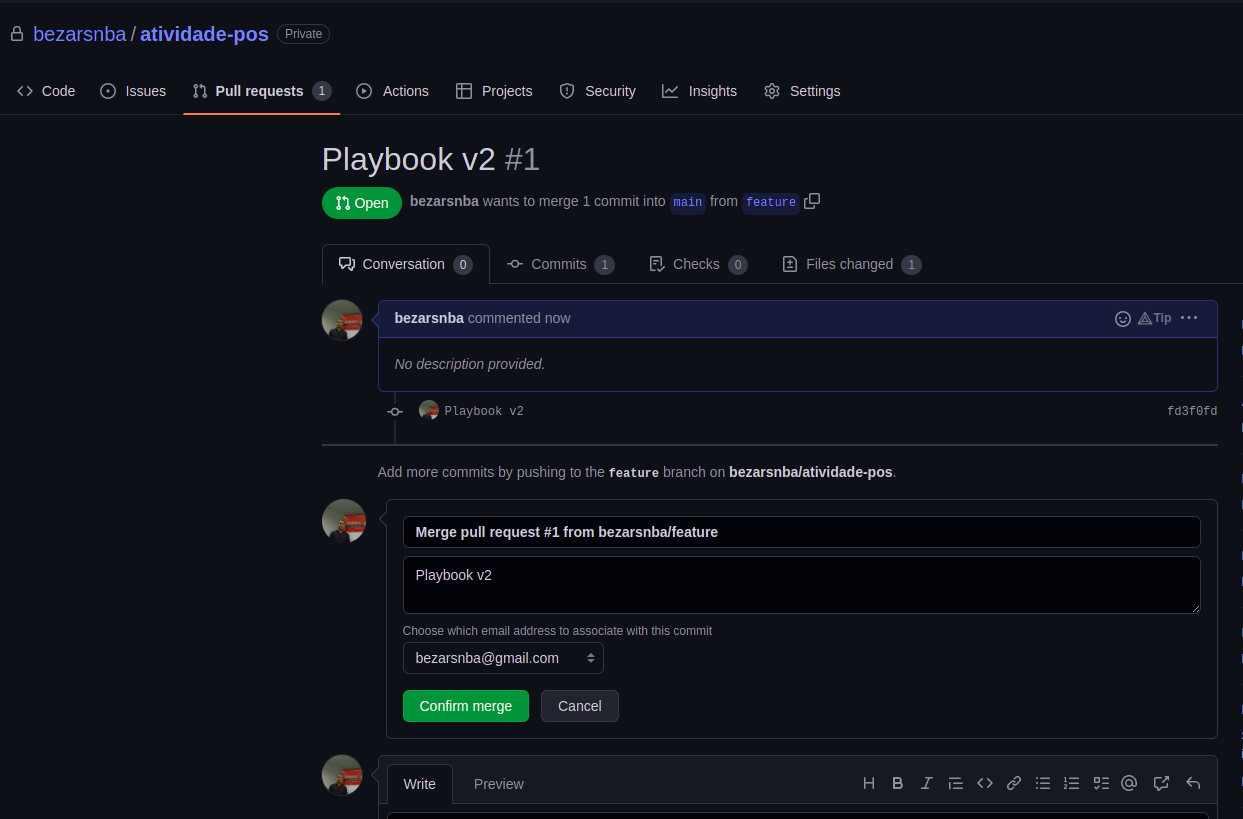 bezarsnba / atividade-pos Private
Code Issues Pull requests 1 Actions Projects Security Insights Settings
Playbook v2 #1
Open bezarsnba wants to merge 1 commit into main from feature
Conversation 0 Commits 1 Checks 0 Files changed 1
bezarsnba commented now Tip ...
No description provided.
Playbook v2 fd3f0fd
Add more commits by pushing to the feature branch on bezarsnba/atividade-pos.
Merge pull request #1 from bezarsnba/feature
Playbook v2
Choose which email address to associate with this commit
bezarsnba@gmail.com
Confirm merge Cancel
Write Preview